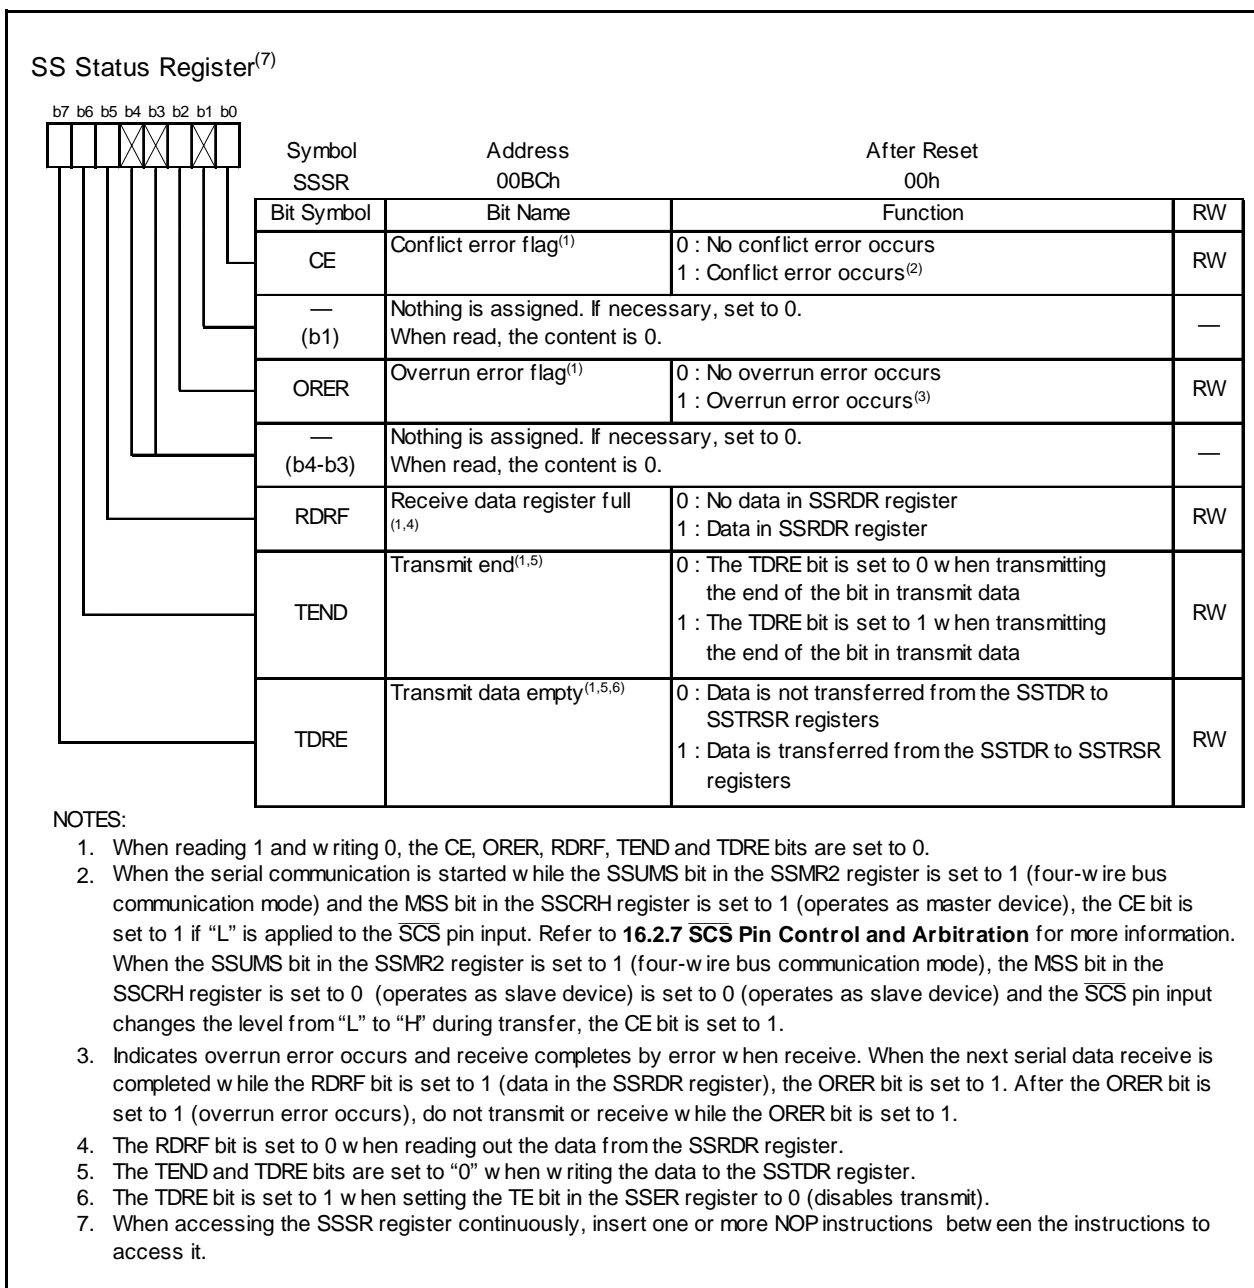 SS Status Register(7)
b7 b6 b5 b4 b3 b2 b1 b0
Symbol Address After Reset
SSSR 00BCh 00h
Bit Symbol Bit Name Function RW
CE Conflict error flag(1) 0 : No conflict error occurs RW
1 : Conflict error occurs(2)
— Nothing is assigned. If necessary, set to 0. —
(b1) When read, the content is 0.
ORER Overrun error flag(1) 0 : No overrun error occurs RW
1 : Overrun error occurs(3)
— Nothing is assigned. If necessary, set to 0. —
(b4-b3) When read, the content is 0.
RDRF Receive data register full 0 : No data in SSRDR register RW
(1,4) 1 : Data in SSRDR register
TEND Transmit end(1,5) 0 : The TDRE bit is set to 0 when transmitting RW
the end of the bit in transmit data
1 : The TDRE bit is set to 1 when transmitting
the end of the bit in transmit data
TDRE Transmit data empty(1,5,6) 0 : Data is not transferred from the SSTDR to RW
SSTRSR registers
1 : Data is transferred from the SSTDR to SSTRSR
registers
NOTES:
1. When reading 1 and writing 0, the CE, ORER, RDRF, TEND and TDRE bits are set to 0.
2. When the serial communication is started while the SSUMS bit in the SSMR2 register is set to 1 (four-wire bus
communication mode) and the MSS bit in the SSCRH register is set to 1 (operates as master device), the CE bit is
set to 1 if “L” is applied to the S̅C̅S̅ pin input. Refer to 16.2.7 S̅C̅S̅ Pin Control and Arbitration for more information.
When the SSUMS bit in the SSMR2 register is set to 1 (four-wire bus communication mode), the MSS bit in the
SSCRH register is set to 0 (operates as slave device) is set to 0 (operates as slave device) and the S̅C̅S̅ pin input
changes the level from “L” to “H” during transfer, the CE bit is set to 1.
3. Indicates overrun error occurs and receive completes by error when receive. When the next serial data receive is
completed while the RDRF bit is set to 1 (data in the SSRDR register), the ORER bit is set to 1. After the ORER bit is
set to 1 (overrun error occurs), do not transmit or receive while the ORER bit is set to 1.
4. The RDRF bit is set to 0 when reading out the data from the SSRDR register.
5. The TEND and TDRE bits are set to “0” when writing the data to the SSTDR register.
6. The TDRE bit is set to 1 when setting the TE bit in the SSER register to 0 (disables transmit).
7. When accessing the SSSR register continuously, insert one or more NOP instructions between the instructions to
access it.